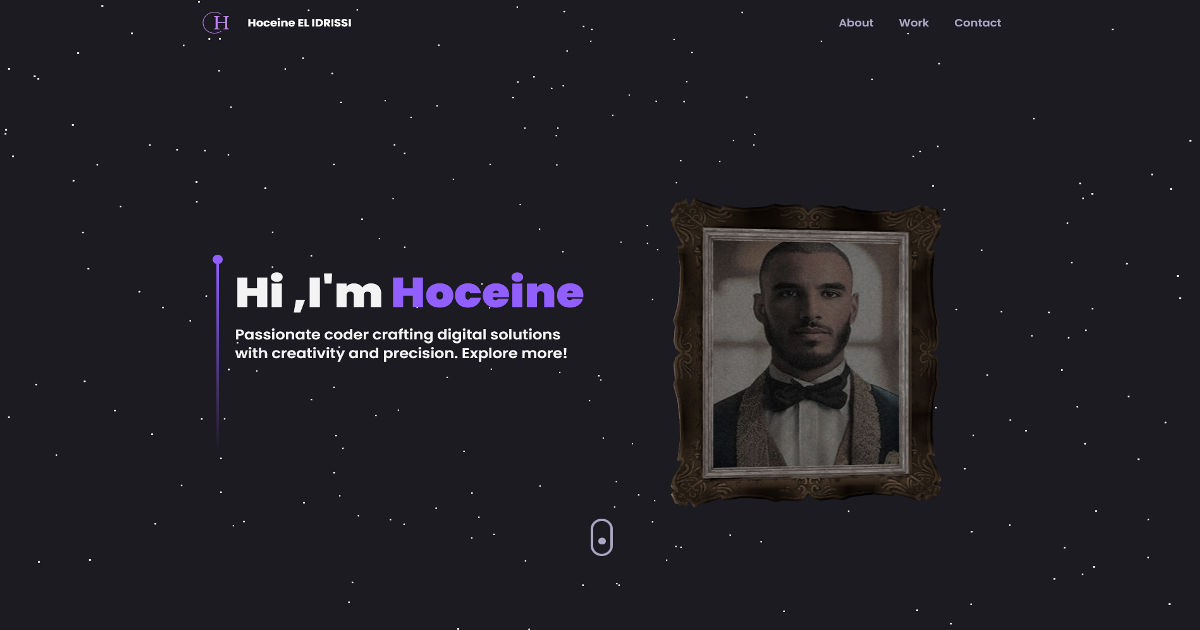 H
Hoceine EL IDRISSI
About
Work
Contact
Hi ,I'm Hoceine
Passionate coder crafting digital solutions
with creativity and precision. Explore more!